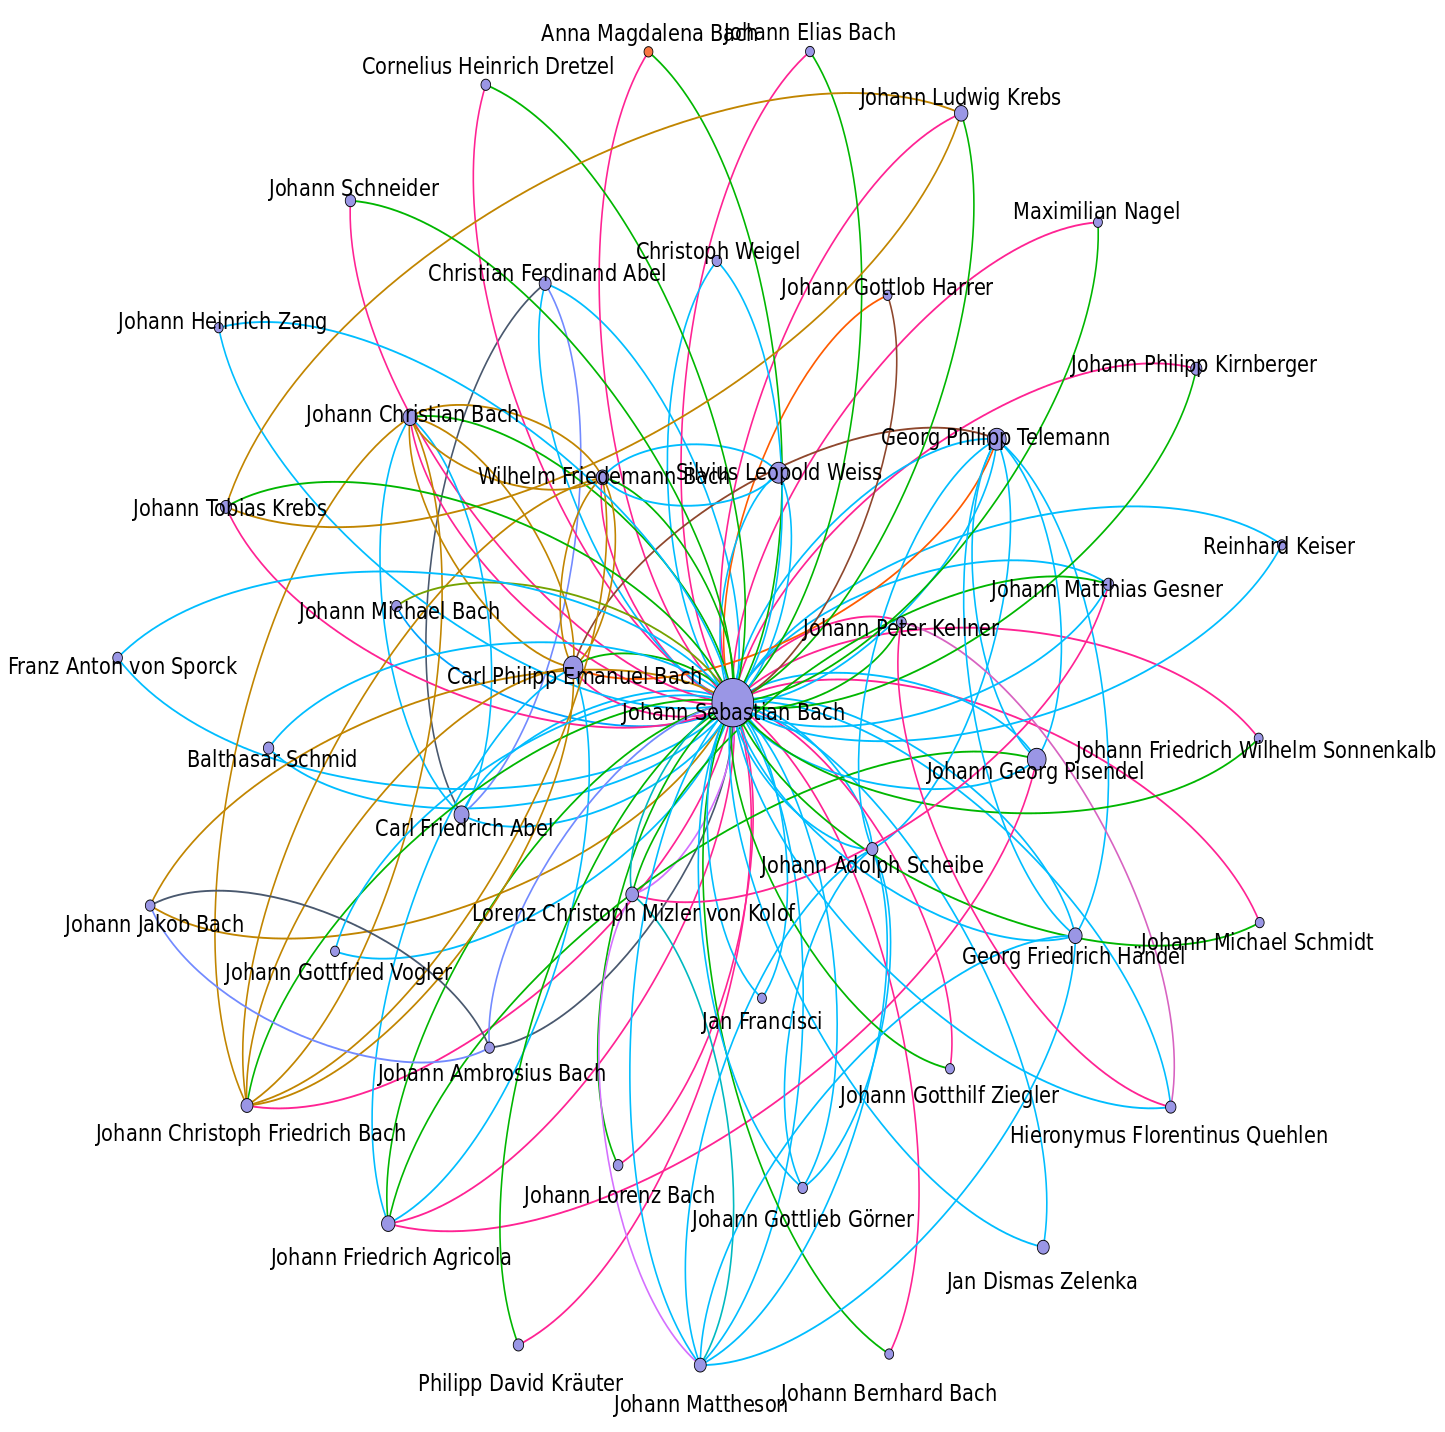 Anna Magdalena Bach
Johann Elias Bach
Cornelius Heinrich Dretzel
Johann Ludwig Krebs
Johann Schneider
Maximilian Nagel
Christoph Weigel
Christian Ferdinand Abel
Johann Gottlob Harrer
Johann Heinrich Zang
Johann Philipp Kirnberger
Johann Christian Bach
Georg Philipp Telemann
Wilhelm Friedemann Bach
Silvius Leopold Weiss
Johann Tobias Krebs
Reinhard Keiser
Johann Matthias Gesner
Johann Michael Bach
Johann Peter Kellner
Franz Anton von Sporck
Carl Philipp Emanuel Bach
Johann Sebastian Bach
Johann Friedrich Wilhelm Sonnenkalb
Balthasar Schmid
Johann Georg Pisendel
Carl Friedrich Abel
Johann Adolph Scheibe
Lorenz Christoph Mizler von Kolof
Johann Jakob Bach
Johann Michael Schmidt
Georg Friedrich Händel
Johann Gottfried Vogler
Jan Francisci
Johann Ambrosius Bach
Johann Gotthilf Ziegler
Johann Christoph Friedrich Bach
Hieronymus Florentinus Quehlen
Johann Lorenz Bach
Johann Gottlieb Görner
Johann Friedrich Agricola
Jan Dismas Zelenka
Philipp David Kräuter
Johann Bernhard Bach
Johann Mattheson